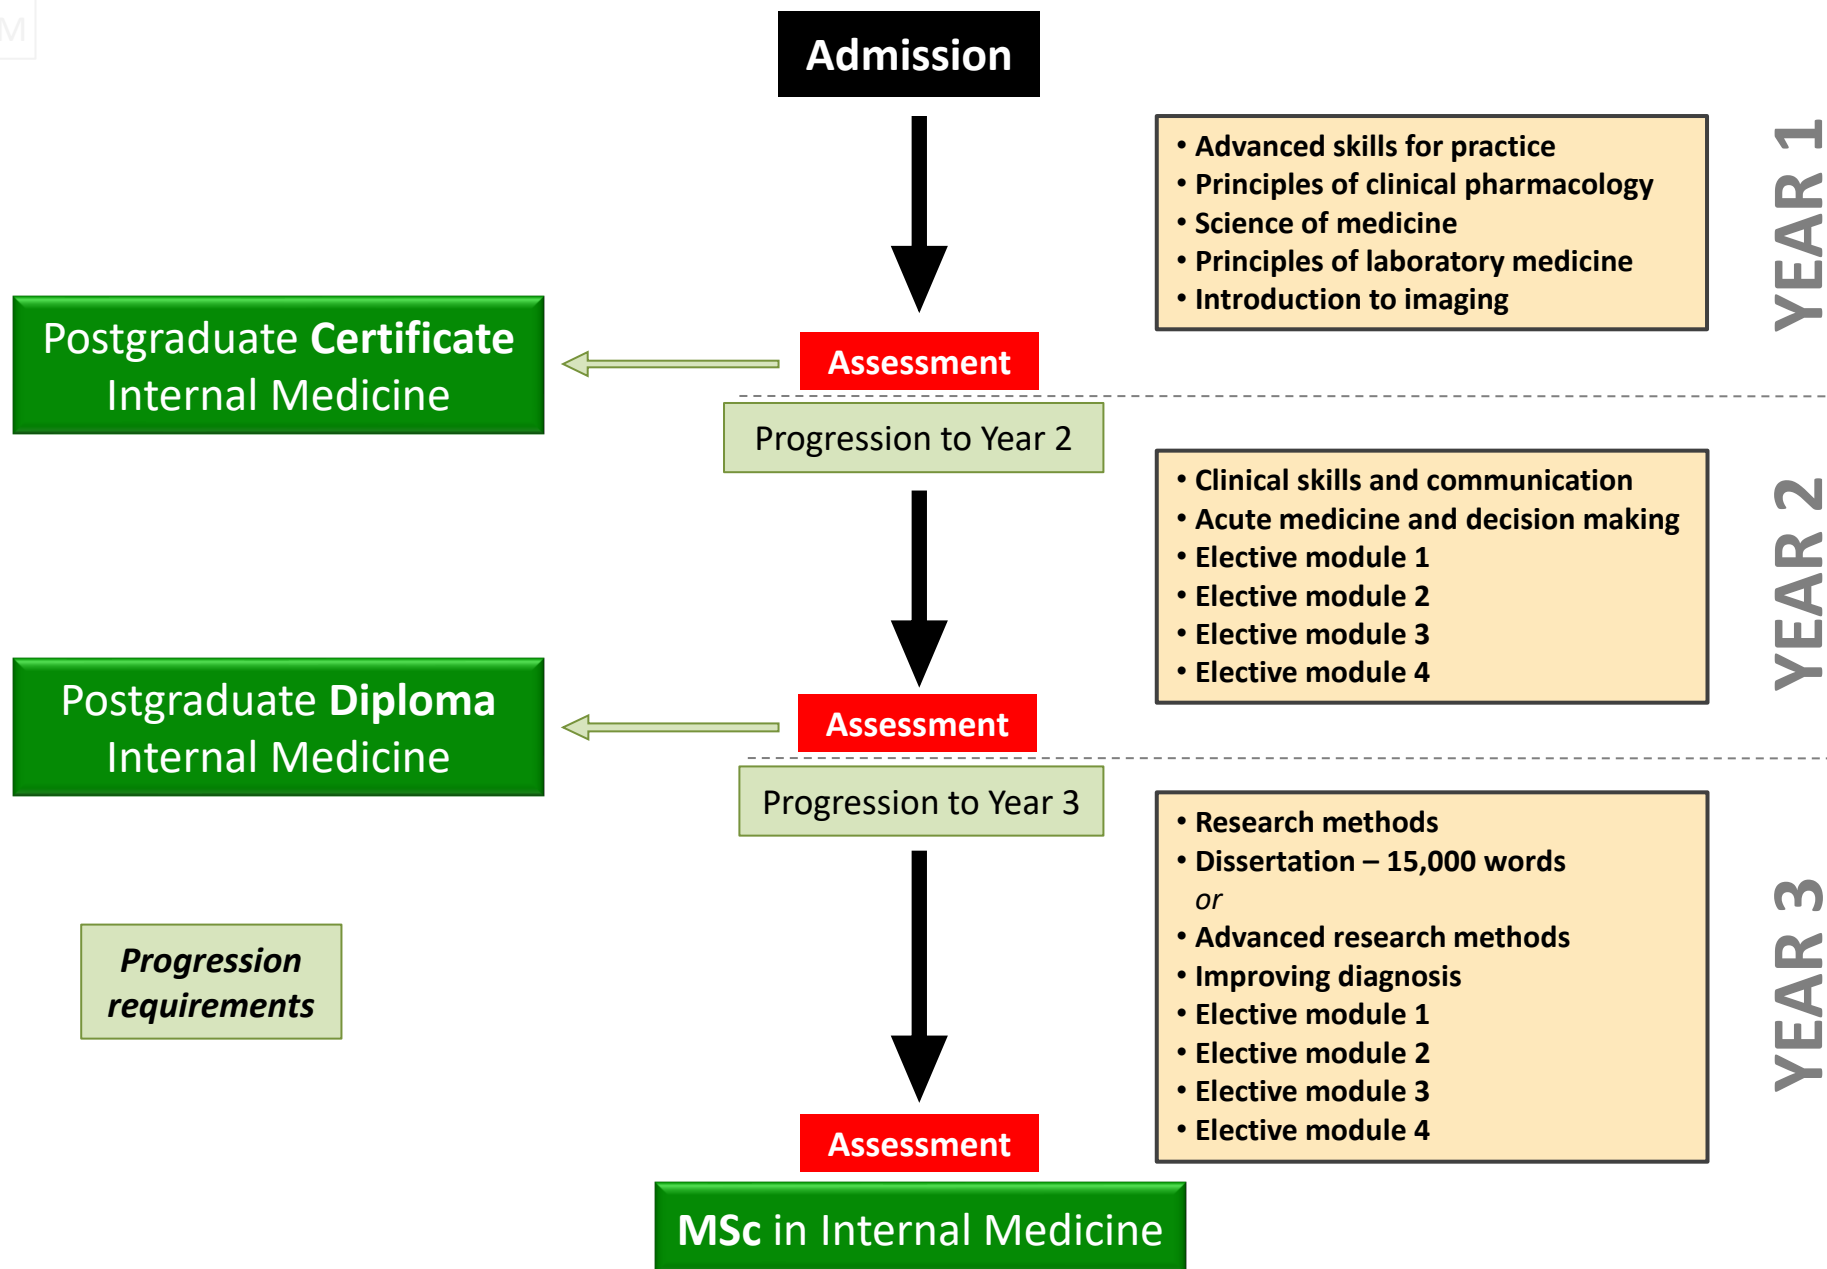 M
Admission
• Advanced skills for practice
• Principles of clinical pharmacology
• Science of medicine
• Principles of laboratory medicine
• Introduction to imaging
YEAR 1
Postgraduate Certificate
Internal Medicine
Assessment
Progression to Year 2
• Clinical skills and communication
• Acute medicine and decision making
• Elective module 1
• Elective module 2
• Elective module 3
• Elective module 4
YEAR 2
Postgraduate Diploma
Internal Medicine
Assessment
Progression to Year 3
• Research methods
• Dissertation – 15,000 words
or
• Advanced research methods
• Improving diagnosis
• Elective module 1
• Elective module 2
• Elective module 3
• Elective module 4
YEAR 3
Progression
requirements
Assessment
MSc in Internal Medicine